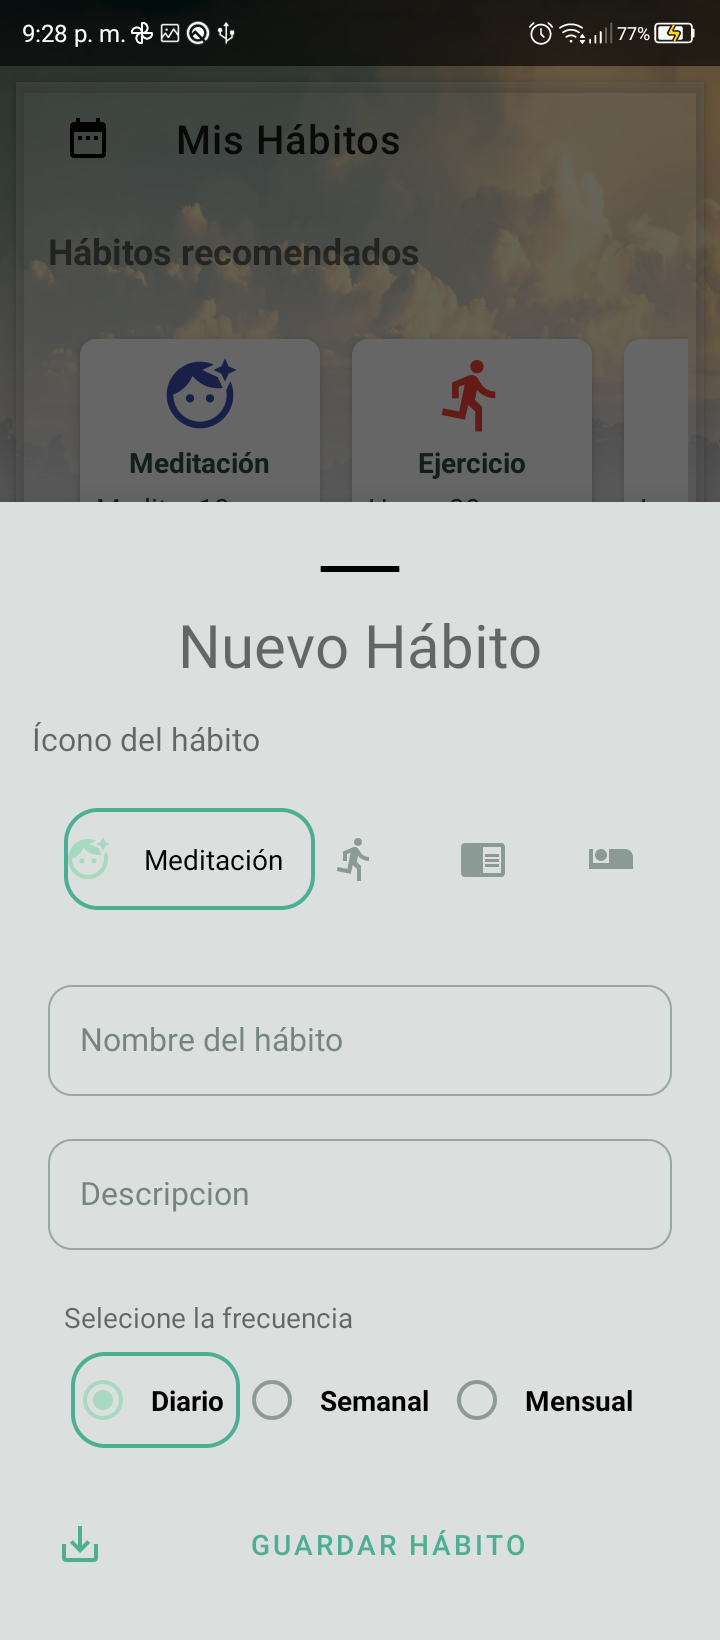 9:28 p. m. 77%
Mis Hábitos
Hábitos recomendados
Meditación Ejercicio
Nuevo Hábito
Ícono del hábito
Meditación
Nombre del hábito
Descripcion
Selecione la frecuencia
Diario Semanal Mensual
GUARDAR HÁBITO